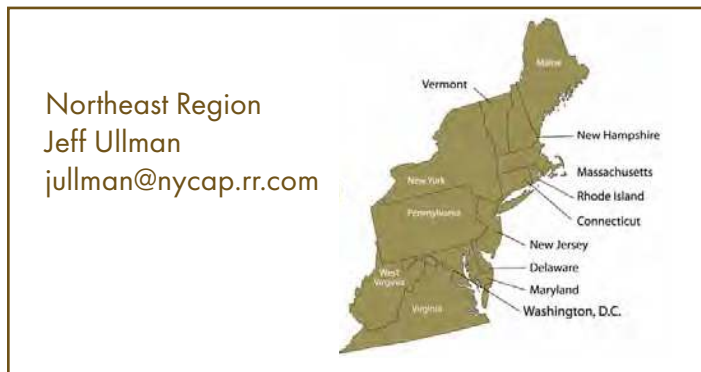 Northeast Region
Jeff Ullman
jullman@nycap.rr.com
Maine
Vermont
New Hampshire
Massachusetts
New York
Rhode Island
Connecticut
Pennsylvania
New Jersey
Delaware
West
Virginia
Maryland
Virginia
Washington, D.C.